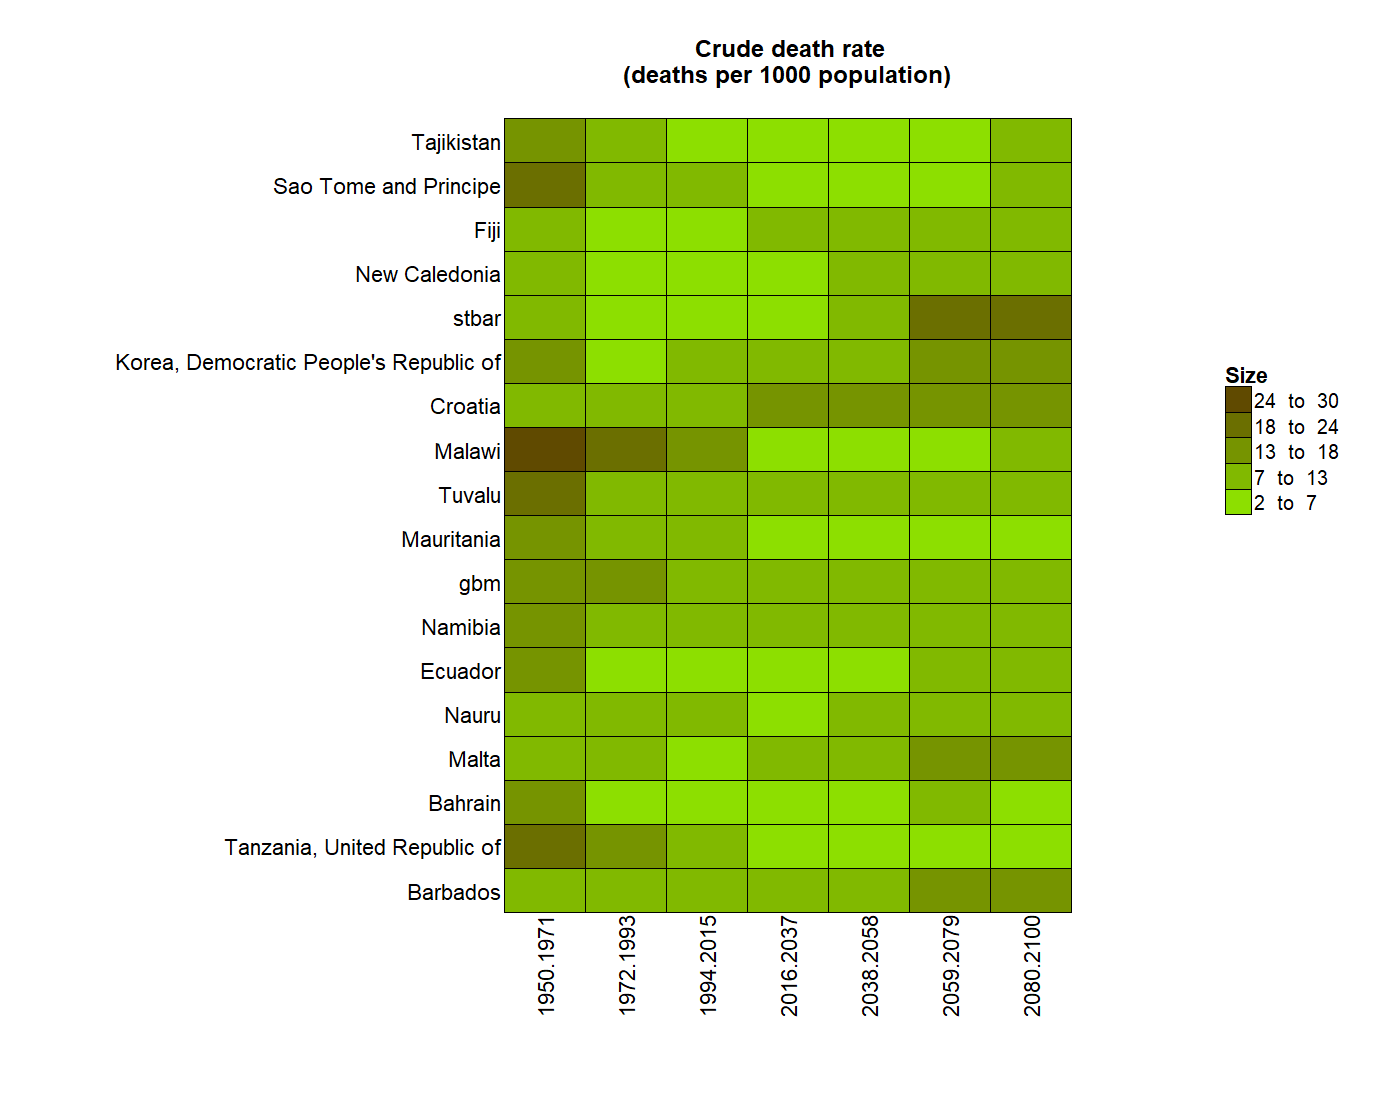 Crude death rate
(deaths per 1000 population)
Tajikistan
Sao Tome and Principe
Fiji
New Caledonia
stbar
Korea, Democratic People's Republic of
Croatia
Malawi
Tuvalu
Mauritania
gbm
Namibia
Ecuador
Nauru
Malta
Bahrain
Tanzania, United Republic of
Barbados
1950.1971
1972.1993
1994.2015
2016.2037
2038.2058
2059.2079
2080.2100
Size
24 to 30
18 to 24
13 to 18
7 to 13
2 to 7